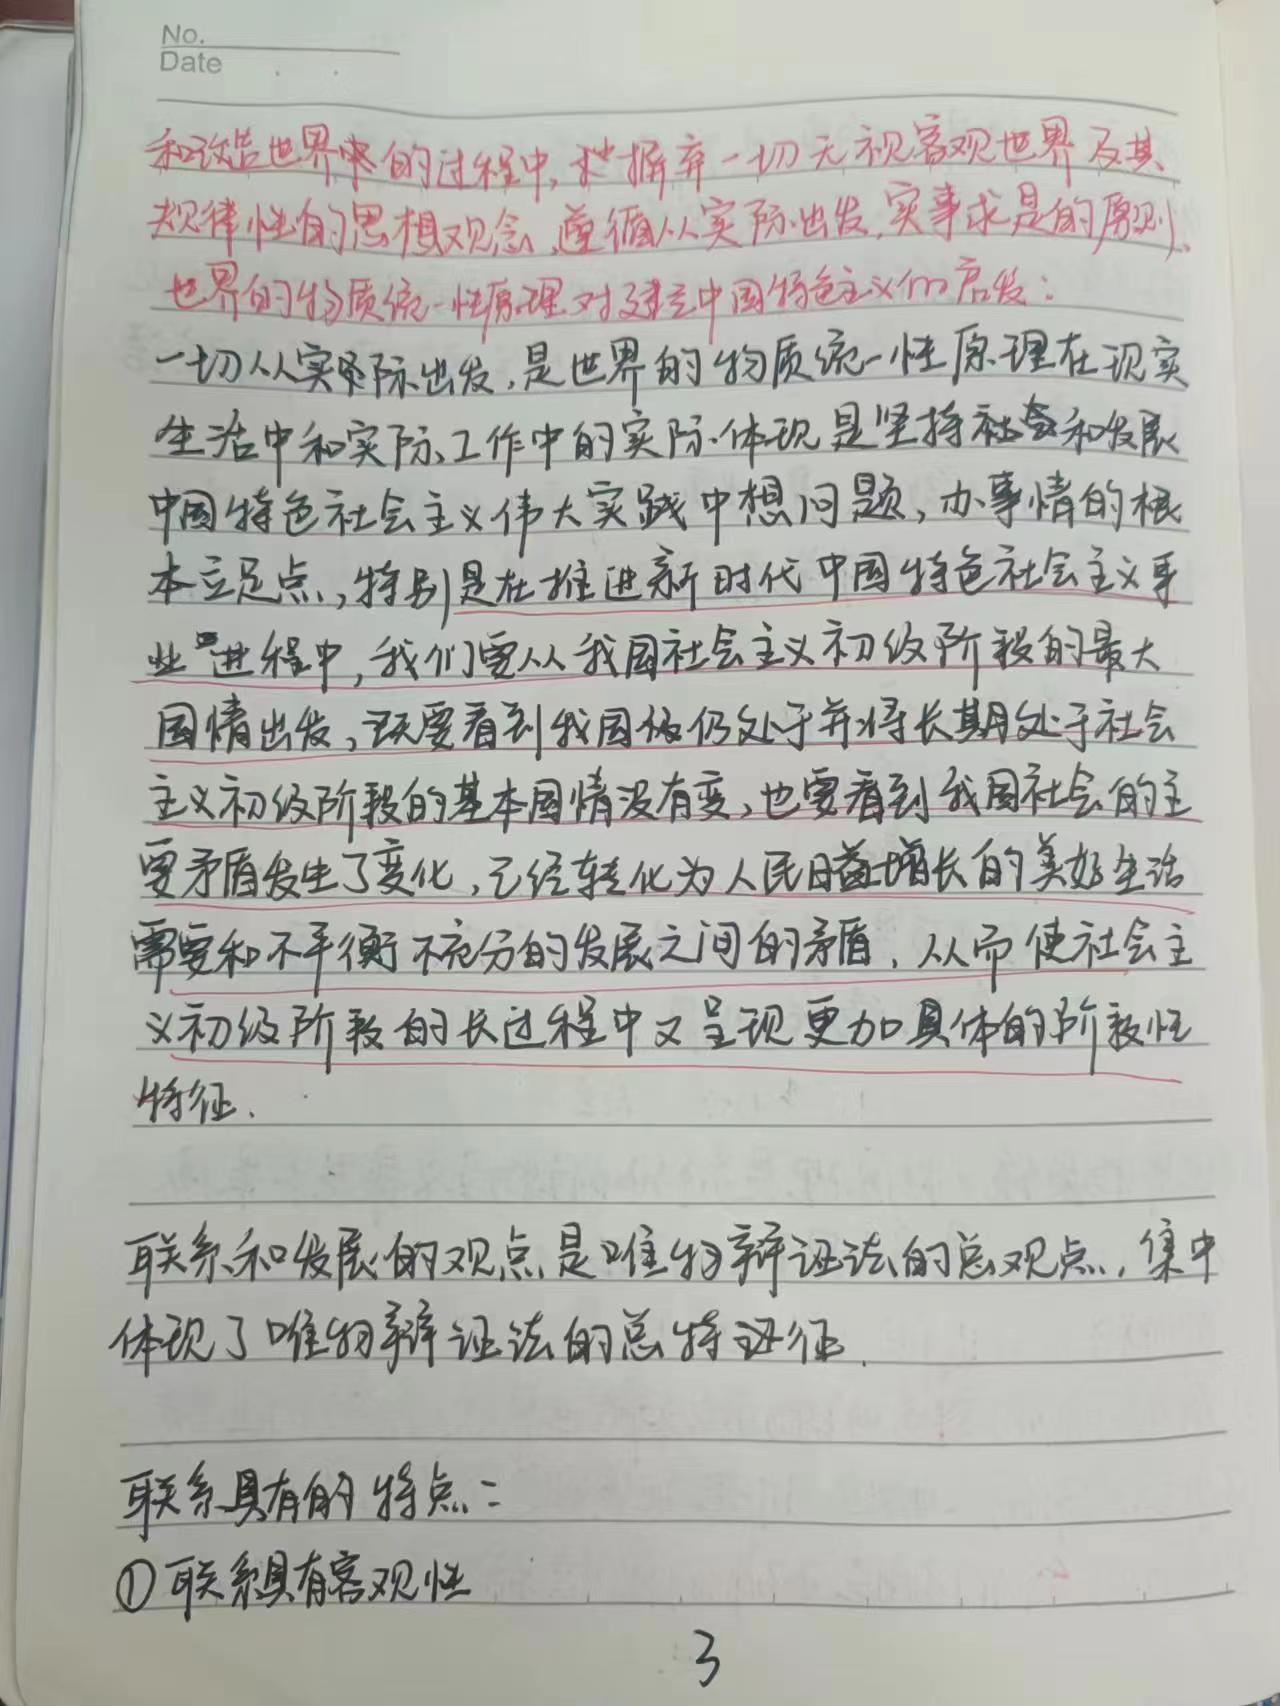 No.
Date
和改造世界的过程中,摒弃一切无视客观世界及其
规律性的思想观念,遵循从实际出发,实事求是的原则.
世界的物质统一性原理对建立中国特色主义的启发:
一切从实际出发,是世界的物质统一性原理在现实
生活中和实际工作中的实际.体现是坚持社会和发展
中国特色社会主义伟大实践中想问题,办事情的根
本立足点,特别是在推进新时代中国特色社会主义事
业进程中,我们要从我国社会主义初级阶段的最大
国情出发,既要看到我国仍处于并将长期处于社会
主义初级阶段的基本国情没有变,也要看到我国社会的主
要矛盾发生了变化,已经转化为人民日益增长的美好生活
需要和不平衡不充分的发展之间的矛盾,从而使社会主
义初级阶段的长过程中又呈现更加具体的阶段性
特征.
联系和发展的观点是唯物辩证法的总观点,集中
体现了唯物辩证法的总特征.
联系具有的特点:
①联系具有客观性
3